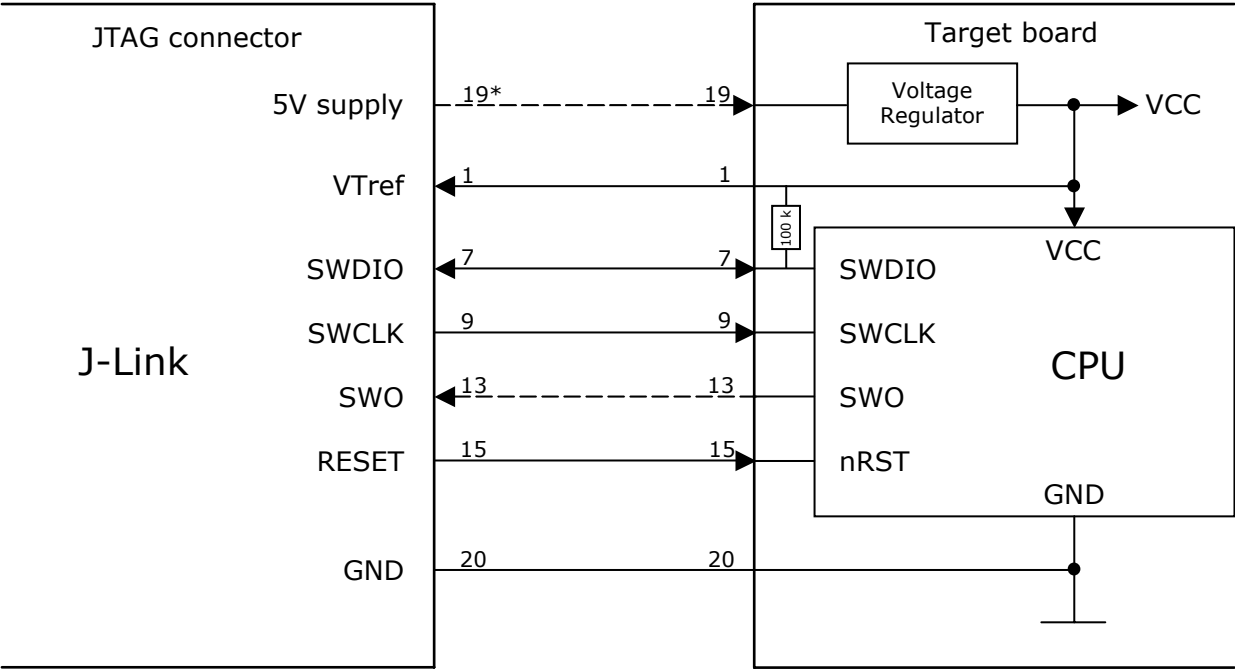 JTAG connector
Target board
5V supply 19* 19 Voltage Regulator VCC
VTref 1 1
100 k
VCC
SWDIO 7 7 SWDIO
SWCLK 9 9 SWCLK
J-Link
CPU
SWO 13 13 SWO
RESET 15 15 nRST
GND
GND 20 20